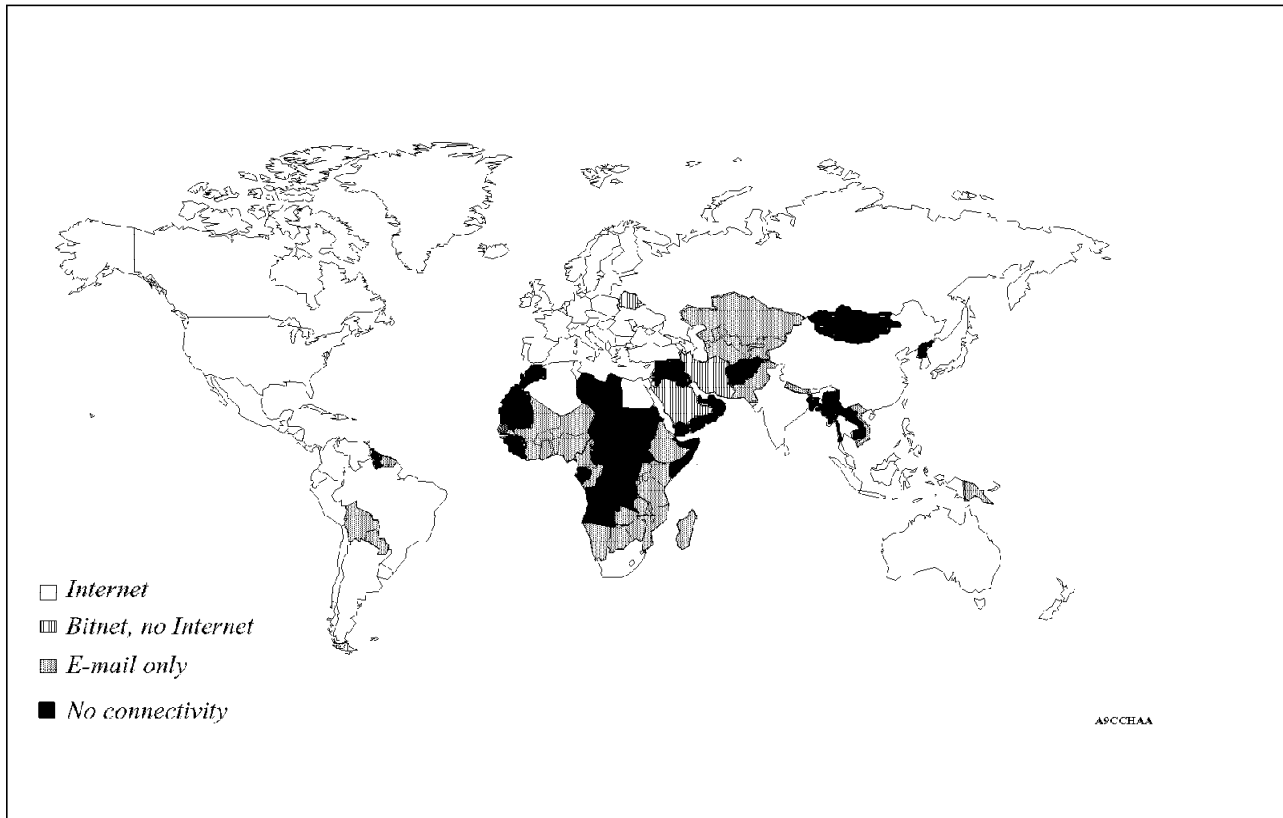 Internet
Bitnet, no Internet
E-mail only
No connectivity
A9CCHAA